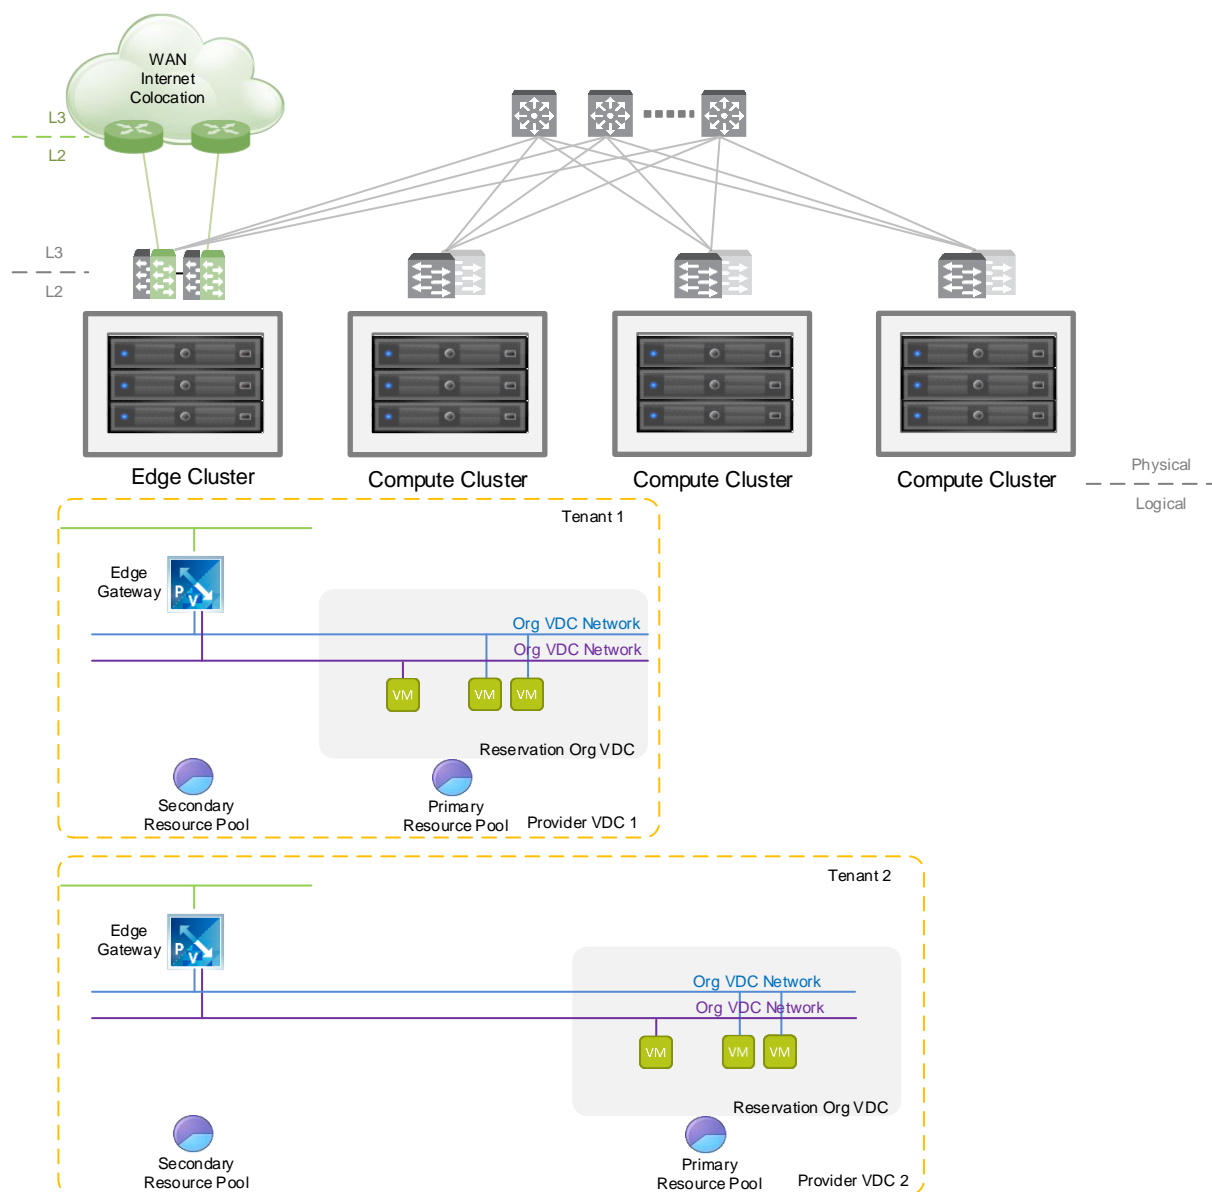 WAN
Internet
Colocation
L3
L2
L3
L2
Edge Cluster
Compute Cluster
Compute Cluster
Compute Cluster
Physical
Logical
Tenant 1
Edge
Gateway
P
V
Org VDC Network
Org VDC Network
VM
VM
VM
Reservation Org VDC
Secondary
Resource Pool
Primary
Resource Pool
Provider VDC 1
Tenant 2
Edge
Gateway
P
V
Org VDC Network
Org VDC Network
VM
VM
VM
Reservation Org VDC
Secondary
Resource Pool
Primary
Resource Pool
Provider VDC 2